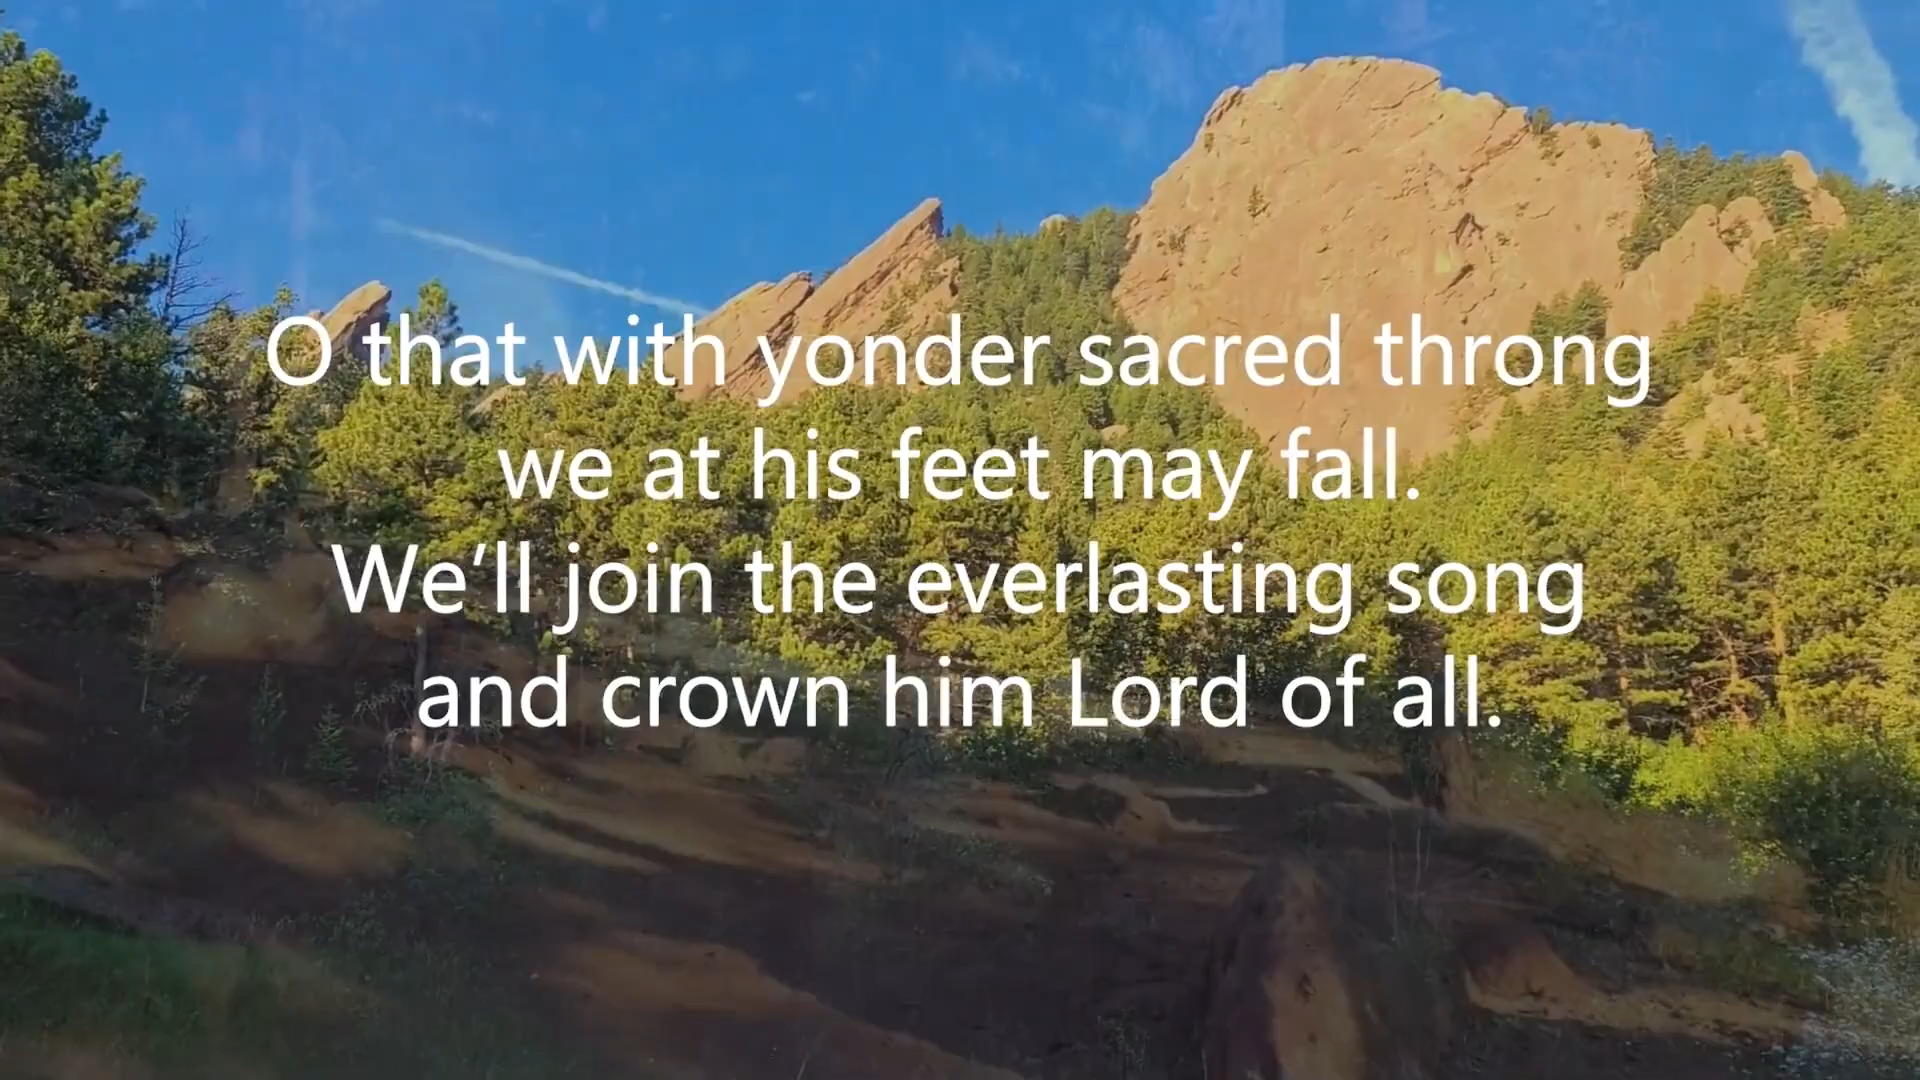 O that with yonder sacred throng
we at his feet may fall.
We’ll join the everlasting song
and crown him Lord of all.